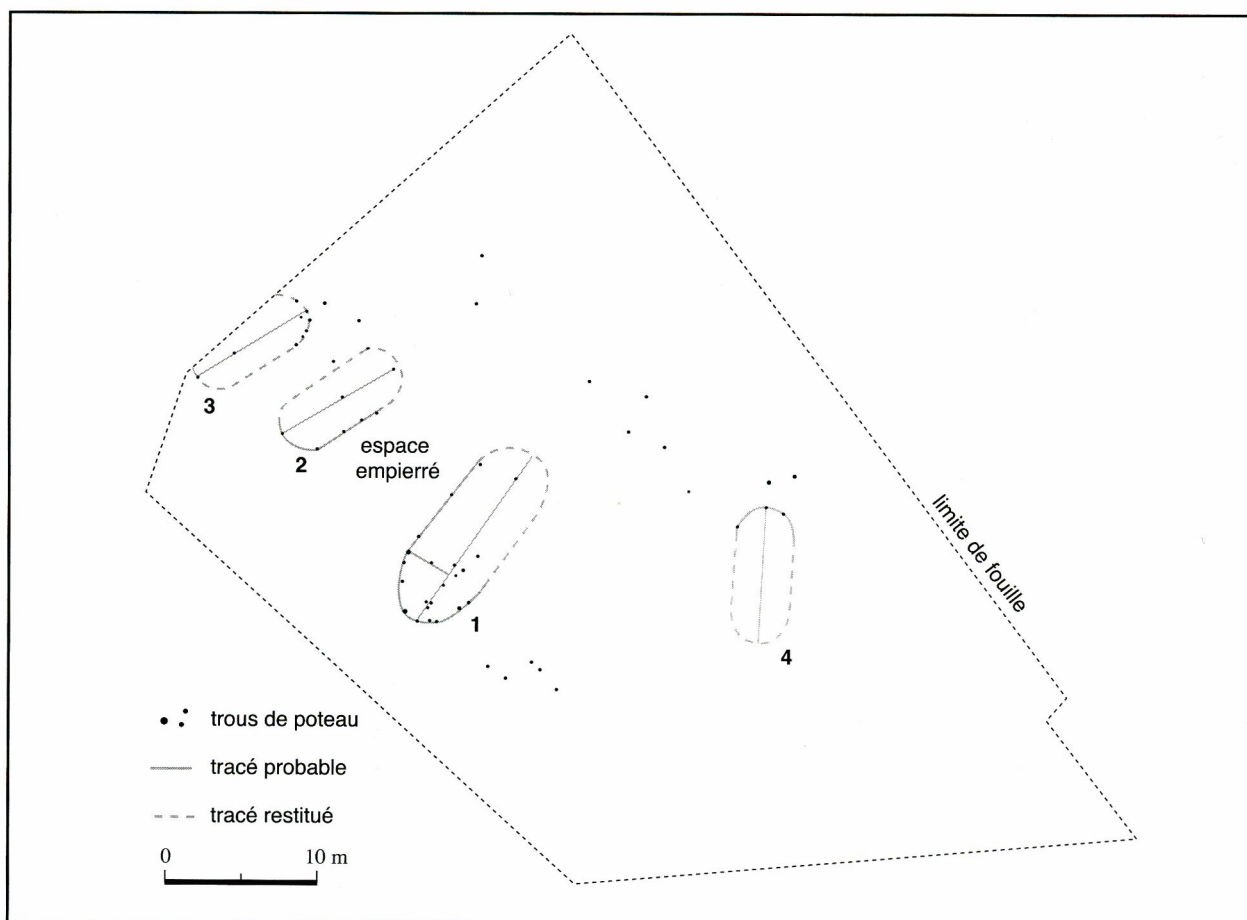 3
2
espace
empierré
1
limite de fouille
4
trous de poteau
tracé probable
tracé restitué
0 10 m